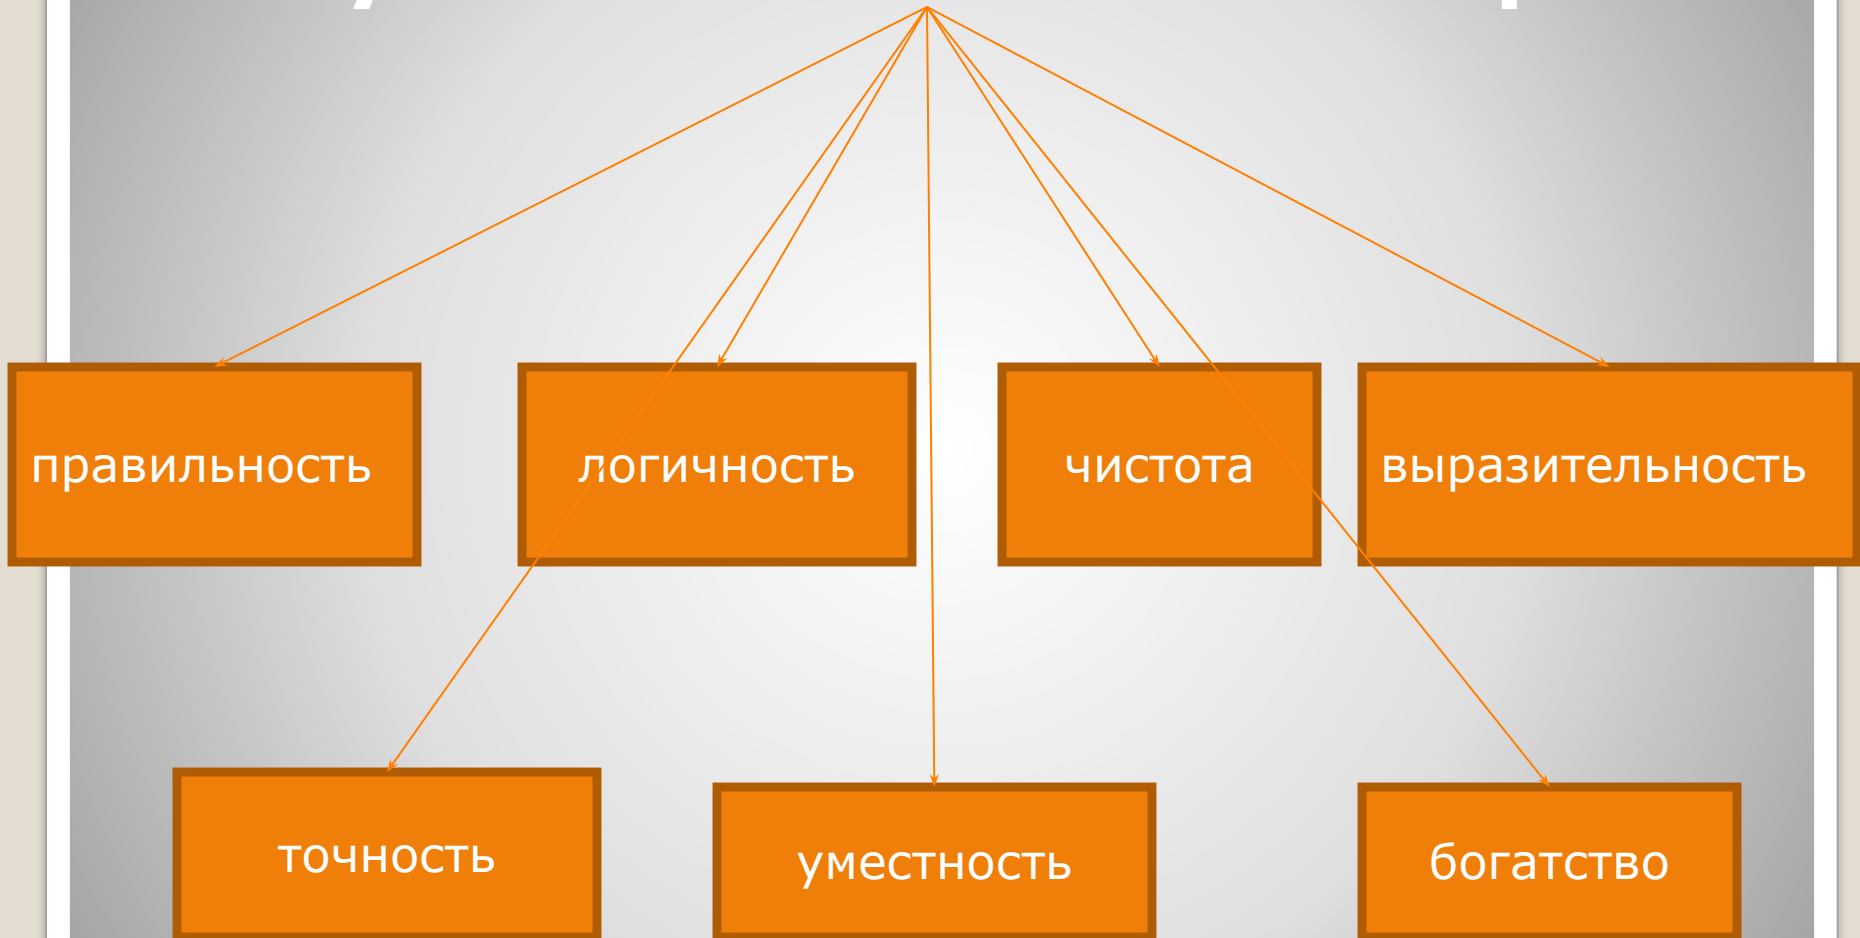 правильность
логичность
чистота
выразительность
точность
уместность
богатство